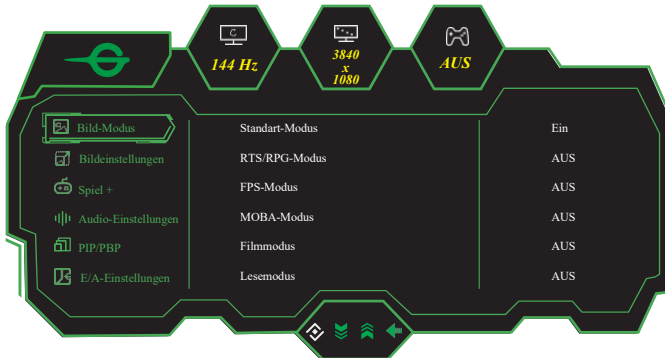 144 Hz
3840
x
1080
AUS
Bild-Modus
Standart-Modus
Ein
Bildeinstellungen
RTS/RPG-Modus
AUS
Spiel +
FPS-Modus
AUS
Audio-Einstellungen
MOBA-Modus
AUS
PIP/PBP
Filmmodus
AUS
E/A-Einstellungen
Lesemodus
AUS